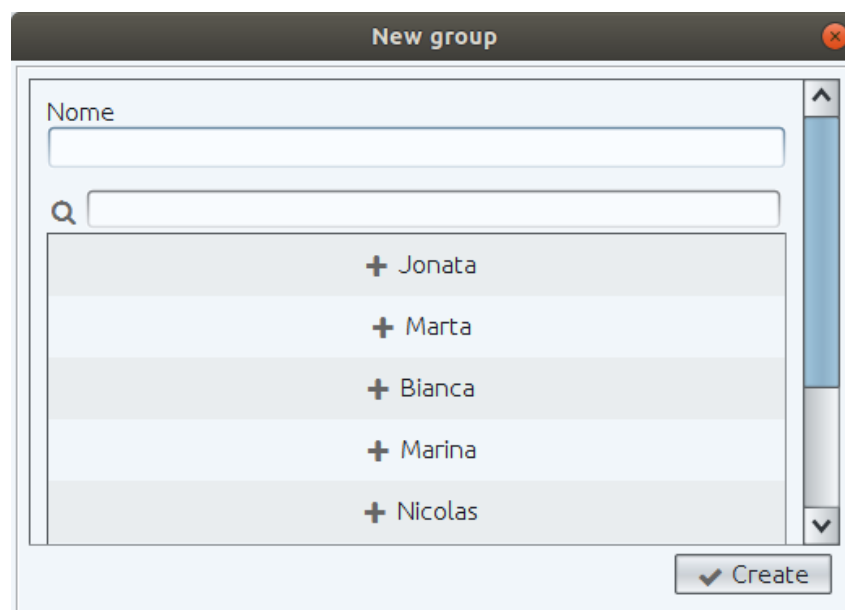 New group
Nome
Jonata
Marta
Bianca
Marina
Nicolas
Create